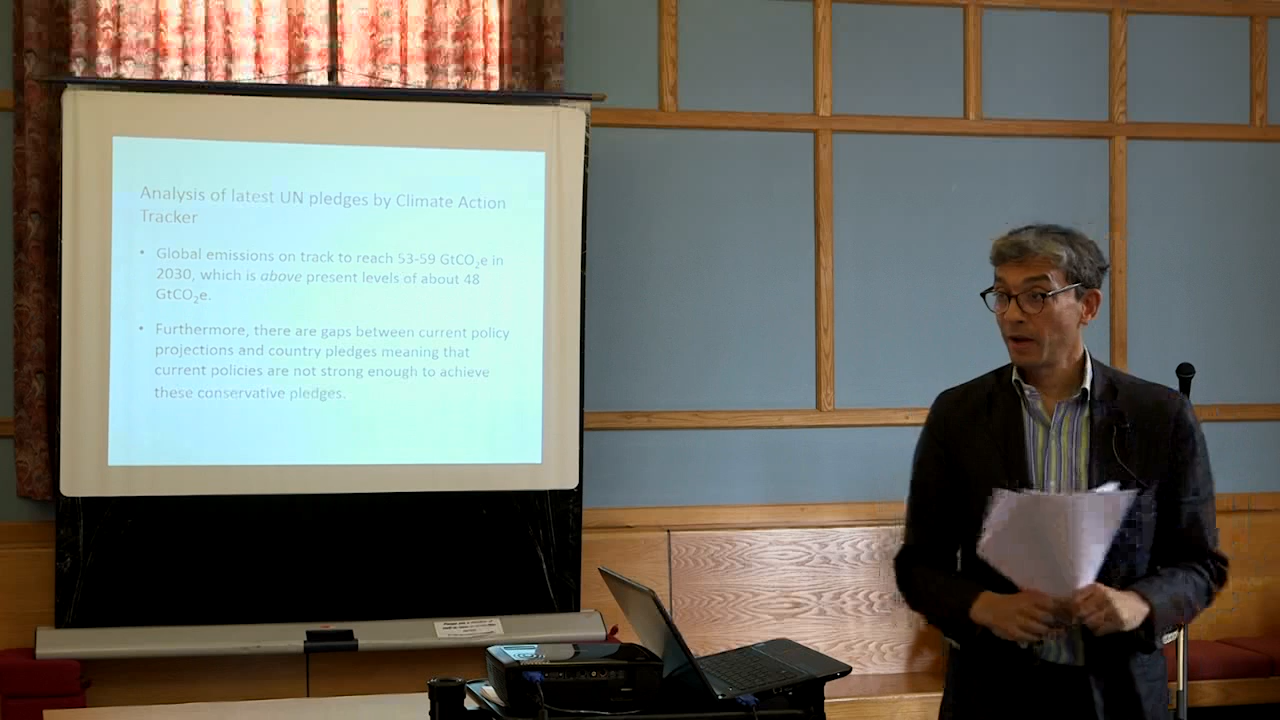 Analysis of latest UN pledges by Climate Action
Tracker
• Global emissions on track to reach 53-59 GtCO₂e in
2030, which is above present levels of about 48
GtCO₂e.
• Furthermore, there are gaps between current policy
projections and country pledges meaning that
current policies are not strong enough to achieve
these conservative pledges.